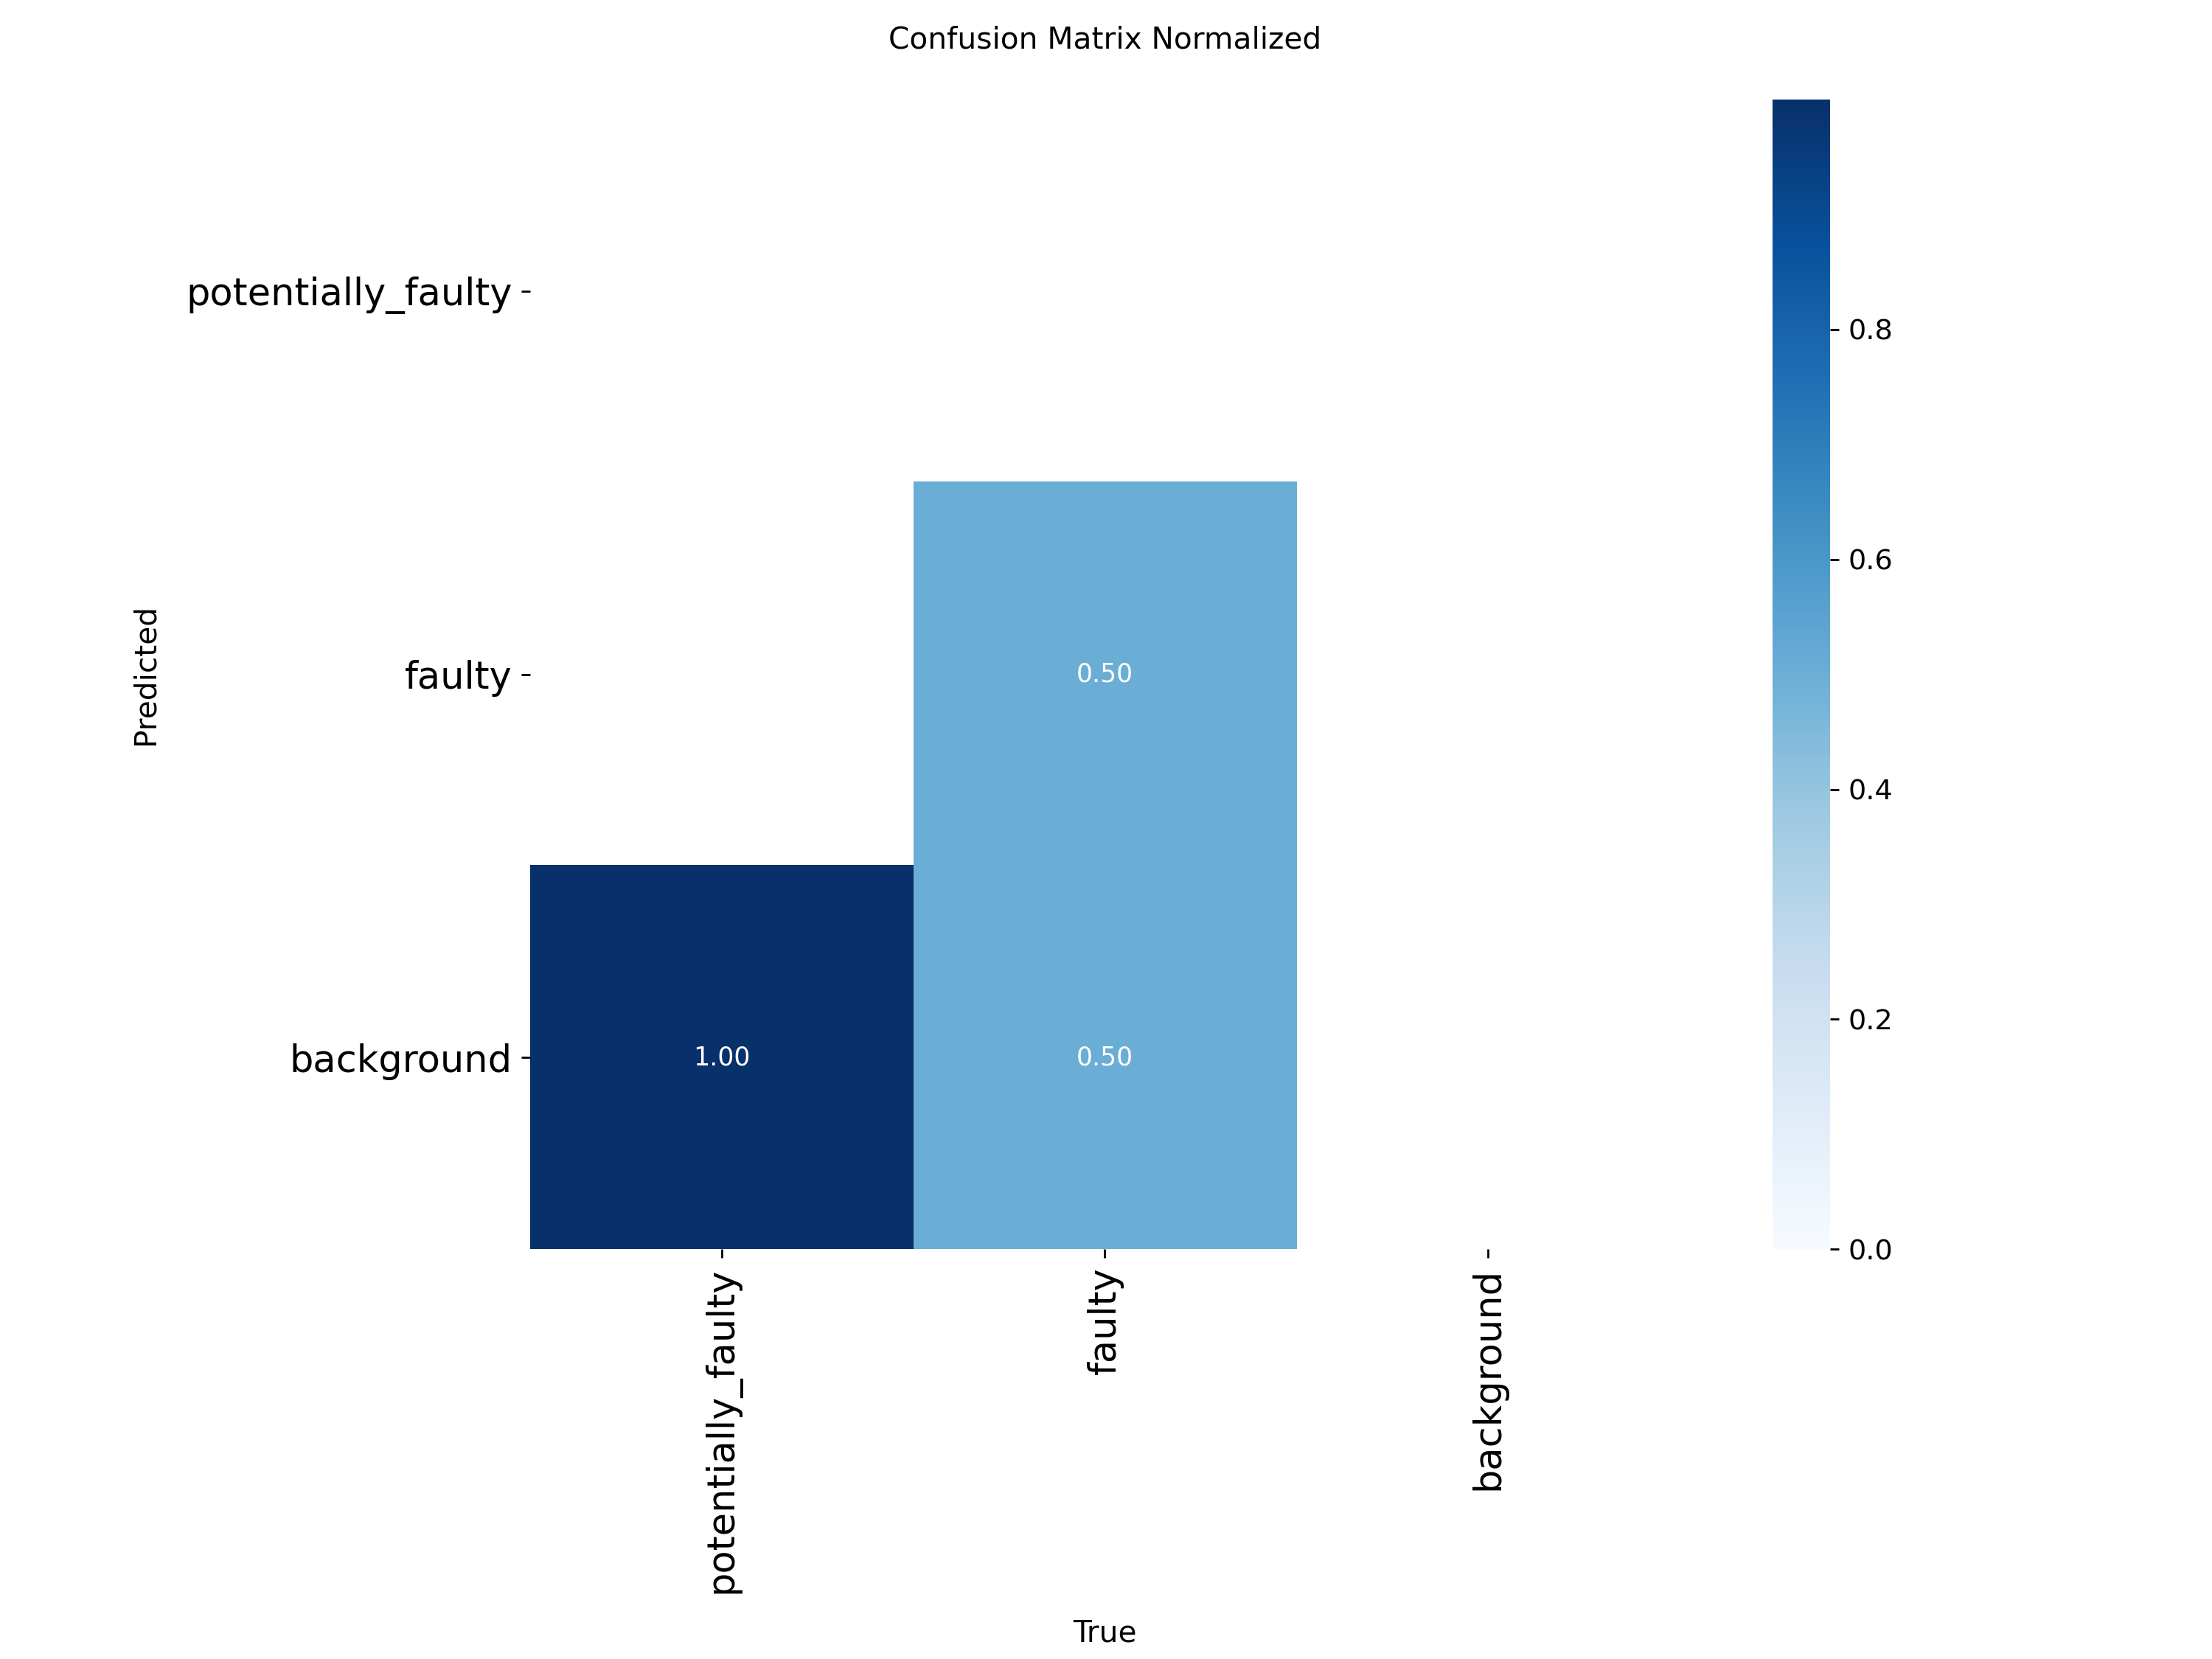 Confusion Matrix Normalized
Predicted
potentially_faulty
faulty
background
0.50
1.00
0.50
0.8
0.6
0.4
0.2
0.0
potentially_faulty
faulty
background
True